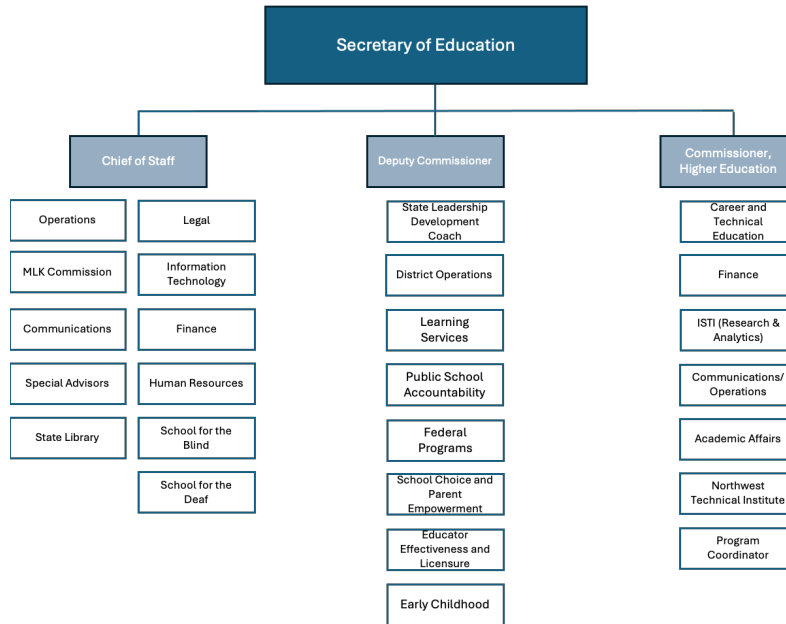 Secretary of Education
Chief of Staff
Deputy Commissioner
Commissioner,
Higher Education
Operations
MLK Commission
Communications
Special Advisors
State Library
Legal
Information
Technology
Finance
Human Resources
School for the
Blind
School for the
Deaf
State Leadership
Development
Coach
District Operations
Learning
Services
Public School
Accountability
Federal
Programs
School Choice and
Parent
Empowerment
Educator
Effectiveness and
Licensure
Early Childhood
Career and
Technical
Education
Finance
ISTI (Research &
Analytics)
Communications/
Operations
Academic Affairs
Northwest
Technical Institute
Program
Coordinator